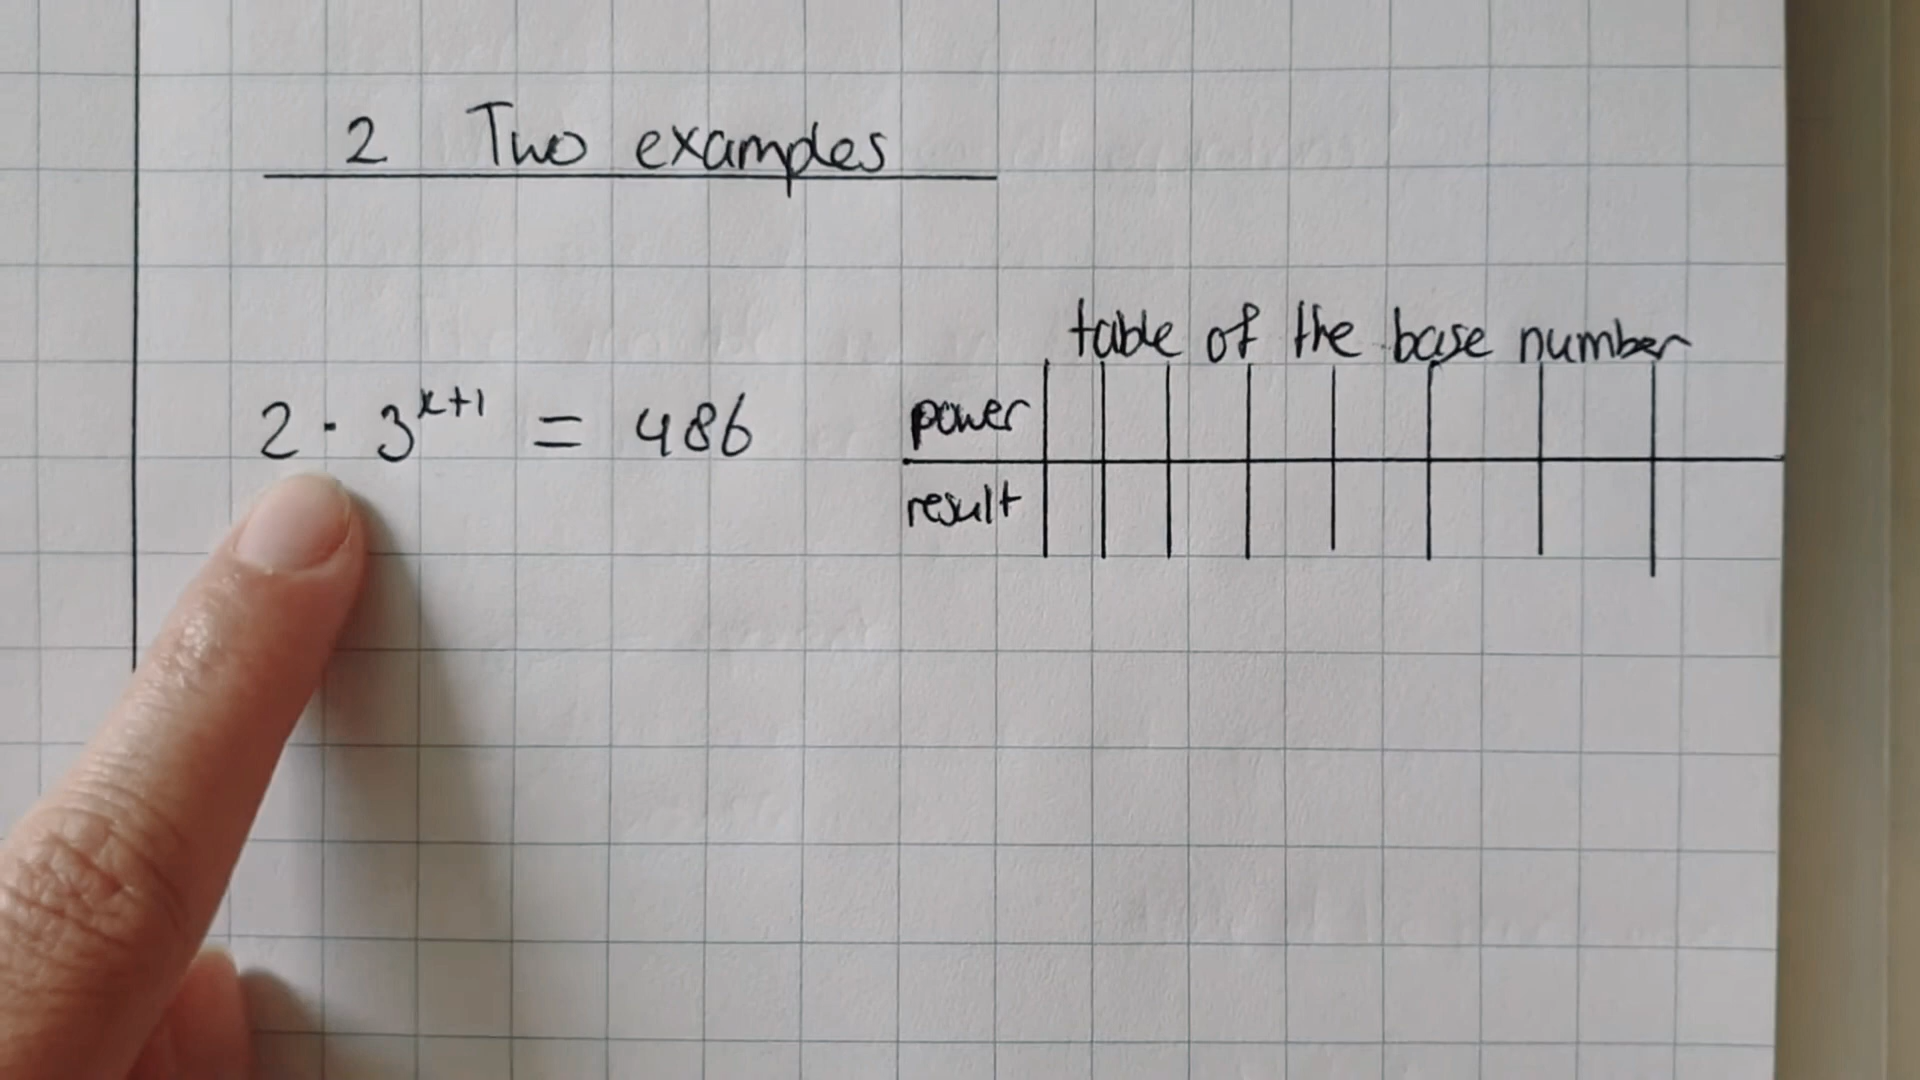 2 Two examples
table of the base number
2 · 3^{x+1} = 486
power
result